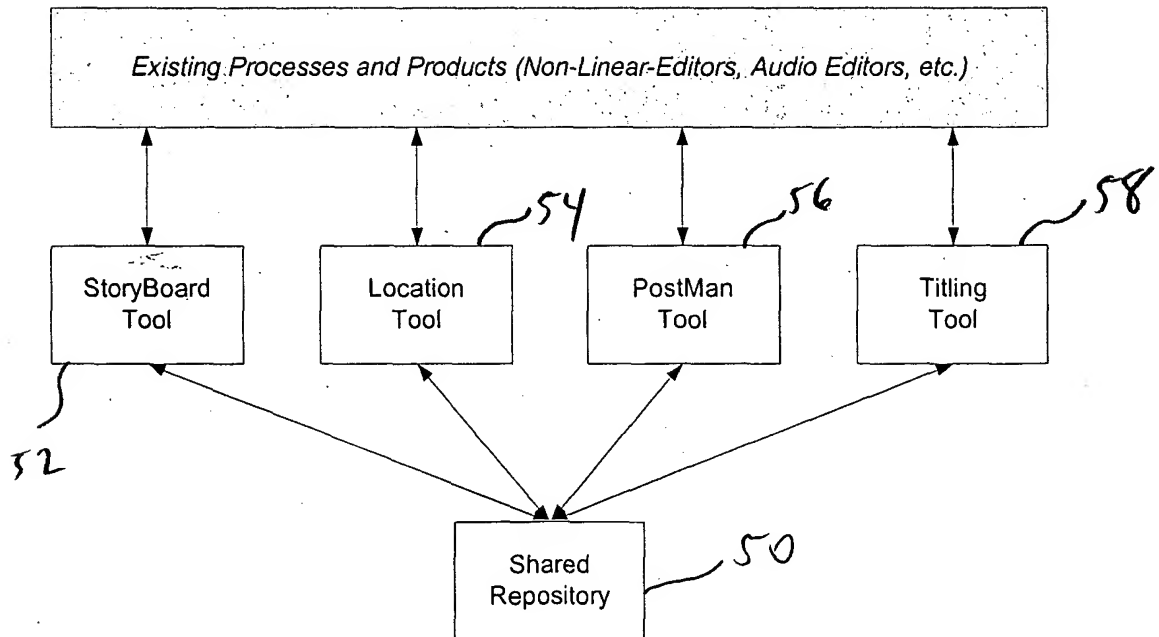 Existing Processes and Products (Non-Linear-Editors, Audio Editors, etc.)
54
56
58
StoryBoard
Tool
Location
Tool
PostMan
Tool
Titling
Tool
52
Shared
Repository
50